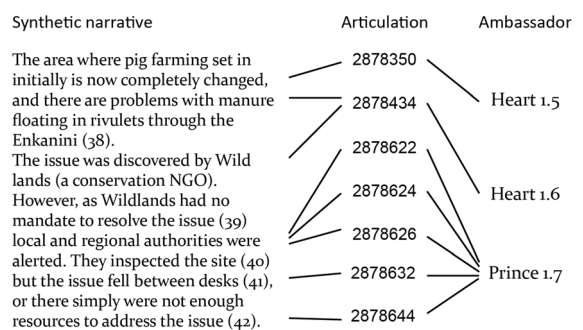 Synthetic narrative
Articulation
Ambassador
The area where pig farming set in
initially is now completely changed,
and there are problems with manure
floating in rivulets through the
Enkanini (38).
The issue was discovered by Wild
lands (a conservation NGO).
However, as Wildlands had no
mandate to resolve the issue (39)
local and regional authorities were
alerted. They inspected the site (40)
but the issue fell between desks (41),
or there simply were not enough
resources to address the issue (42).
2878350
2878434
2878622
2878624
2878626
2878632
2878644
Heart 1.5
Heart 1.6
Prince 1.7